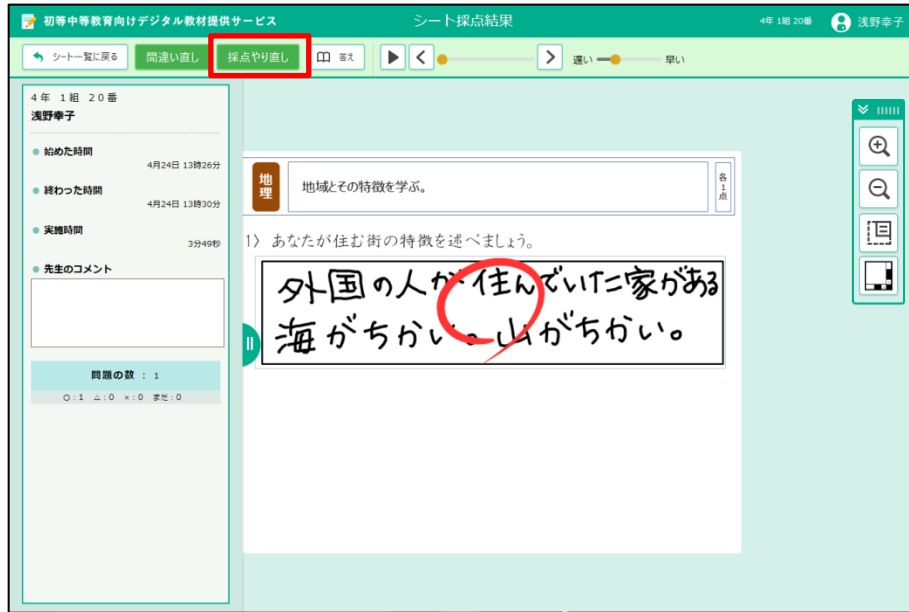 初等中等教育向けデジタル教材提供サービス
シート採点結果
4年 1組 20番
浅野幸子
シート一覧に戻る
間違い直し
採点やり直し
答え
遅い
早い
4年 1組 20番
浅野幸子
始めた時間
4月24日 13時26分
終わった時間
4月24日 13時30分
実施時間
3分49秒
先生のコメント
問題の数 : 1
○:1 △:0 ×:0 まだ:0
地理
地域とその特徴を学ぶ。
各1点
1) あなたが住む街の特徴を述べましょう。
外国の人が住んでいた家がある
海がちかい。山がちかい。